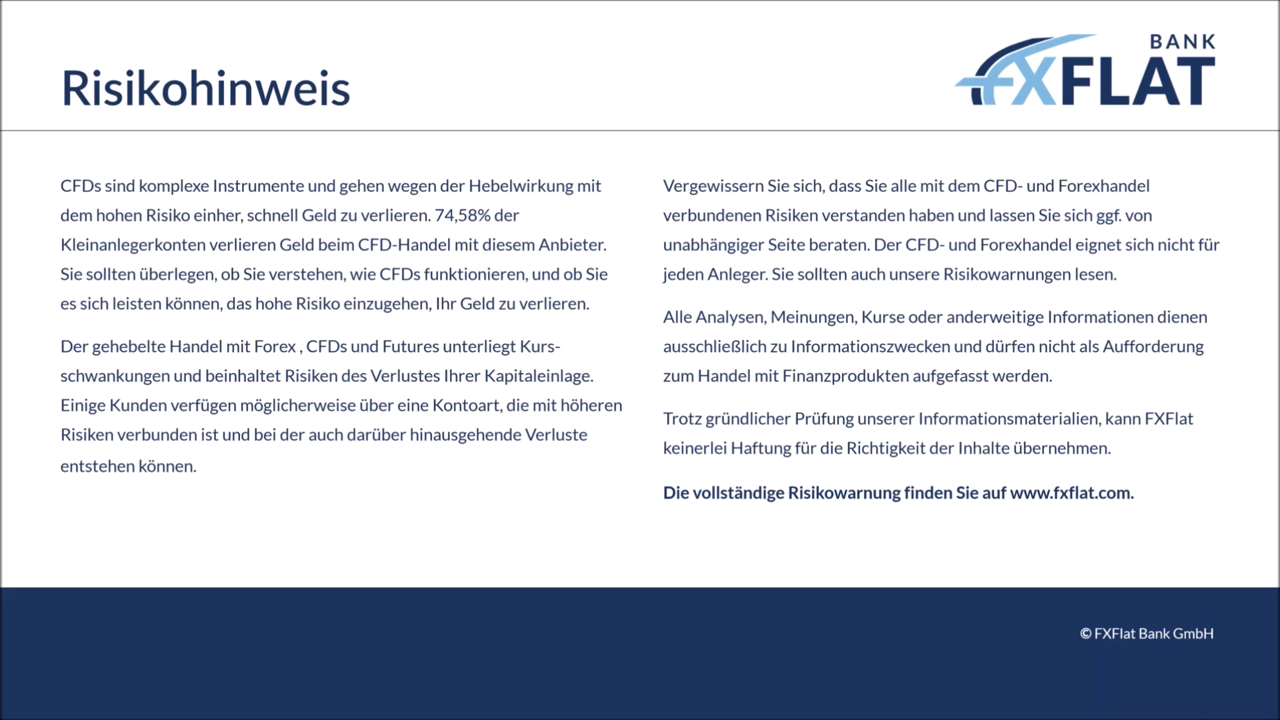 Risikohinweis
BANK
FXFLAT
CFDs sind komplexe Instrumente und gehen wegen der Hebelwirkung mit
dem hohen Risiko einher, schnell Geld zu verlieren. 74,58% der
Kleinanlegerkonten verlieren Geld beim CFD-Handel mit diesem Anbieter.
Sie sollten überlegen, ob Sie verstehen, wie CFDs funktionieren, und ob Sie
es sich leisten können, das hohe Risiko einzugehen, Ihr Geld zu verlieren.
Der gehebelte Handel mit Forex , CFDs und Futures unterliegt Kurs-
schwankungen und beinhaltet Risiken des Verlustes Ihrer Kapitaleinlage.
Einige Kunden verfügen möglicherweise über eine Kontoart, die mit höheren
Risiken verbunden ist und bei der auch darüber hinausgehende Verluste
entstehen können.
Vergewissern Sie sich, dass Sie alle mit dem CFD- und Forexhandel
verbundenen Risiken verstanden haben und lassen Sie sich ggf. von
unabhängiger Seite beraten. Der CFD- und Forexhandel eignet sich nicht für
jeden Anleger. Sie sollten auch unsere Risikowarnungen lesen.
Alle Analysen, Meinungen, Kurse oder anderweitige Informationen dienen
ausschließlich zu Informationszwecken und dürfen nicht als Aufforderung
zum Handel mit Finanzprodukten aufgefasst werden.
Trotz gründlicher Prüfung unserer Informationsmaterialien, kann FXFlat
keinerlei Haftung für die Richtigkeit der Inhalte übernehmen.
Die vollständige Risikowarnung finden Sie auf www.fxflat.com.
© FXFlat Bank GmbH